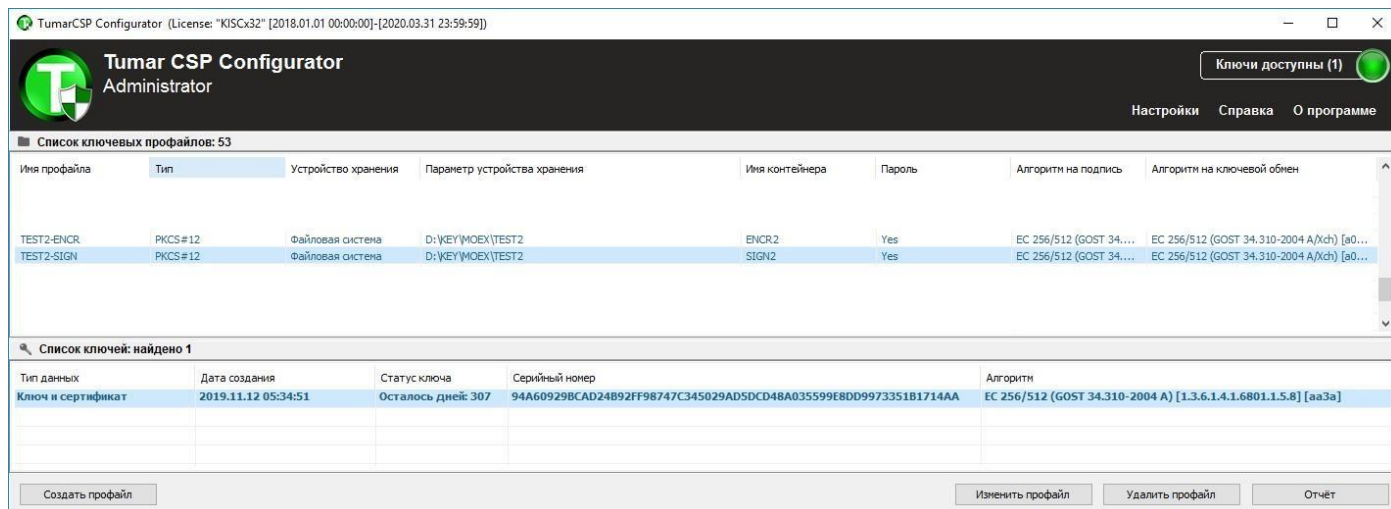 TumarCSP Configurator (License: "KISCx32" [2018.01.01 00:00:00]-[2020.03.31 23:59:59])
Tumar CSP Configurator
Administrator
Ключи доступны (1)
Настройки Справка О программе
Список ключевых профайлов: 53
Имя профайла Тип Устройство хранения Параметр устройства хранения Имя контейнера Пароль Алгоритм на подпись Алгоритм на ключевой обмен
TEST2-ENCR PKCS#12 Файловая система D:\KEY\MOEX\TEST2 ENCR2 Yes EC 256/512 (GOST 34.... EC 256/512 (GOST 34.310-2004 A/Xch) [a0...
TEST2-SIGN PKCS#12 Файловая система D:\KEY\MOEX\TEST2 SIGN2 Yes EC 256/512 (GOST 34.... EC 256/512 (GOST 34.310-2004 A/Xch) [a0...
Список ключей: найдено 1
Тип данных Дата создания Статус ключа Серийный номер Алгоритм
Ключ и сертификат 2019.11.12 05:34:51 Осталось дней: 307 94A60929BCAD24B92FF98747C345029AD5DCD48A035599E8DD9973351B1714AA EC 256/512 (GOST 34.310-2004 A) [1.3.6.1.4.1.6801.1.5.8] [aa3a]
Создать профайл Изменить профайл Удалить профайл Отчёт